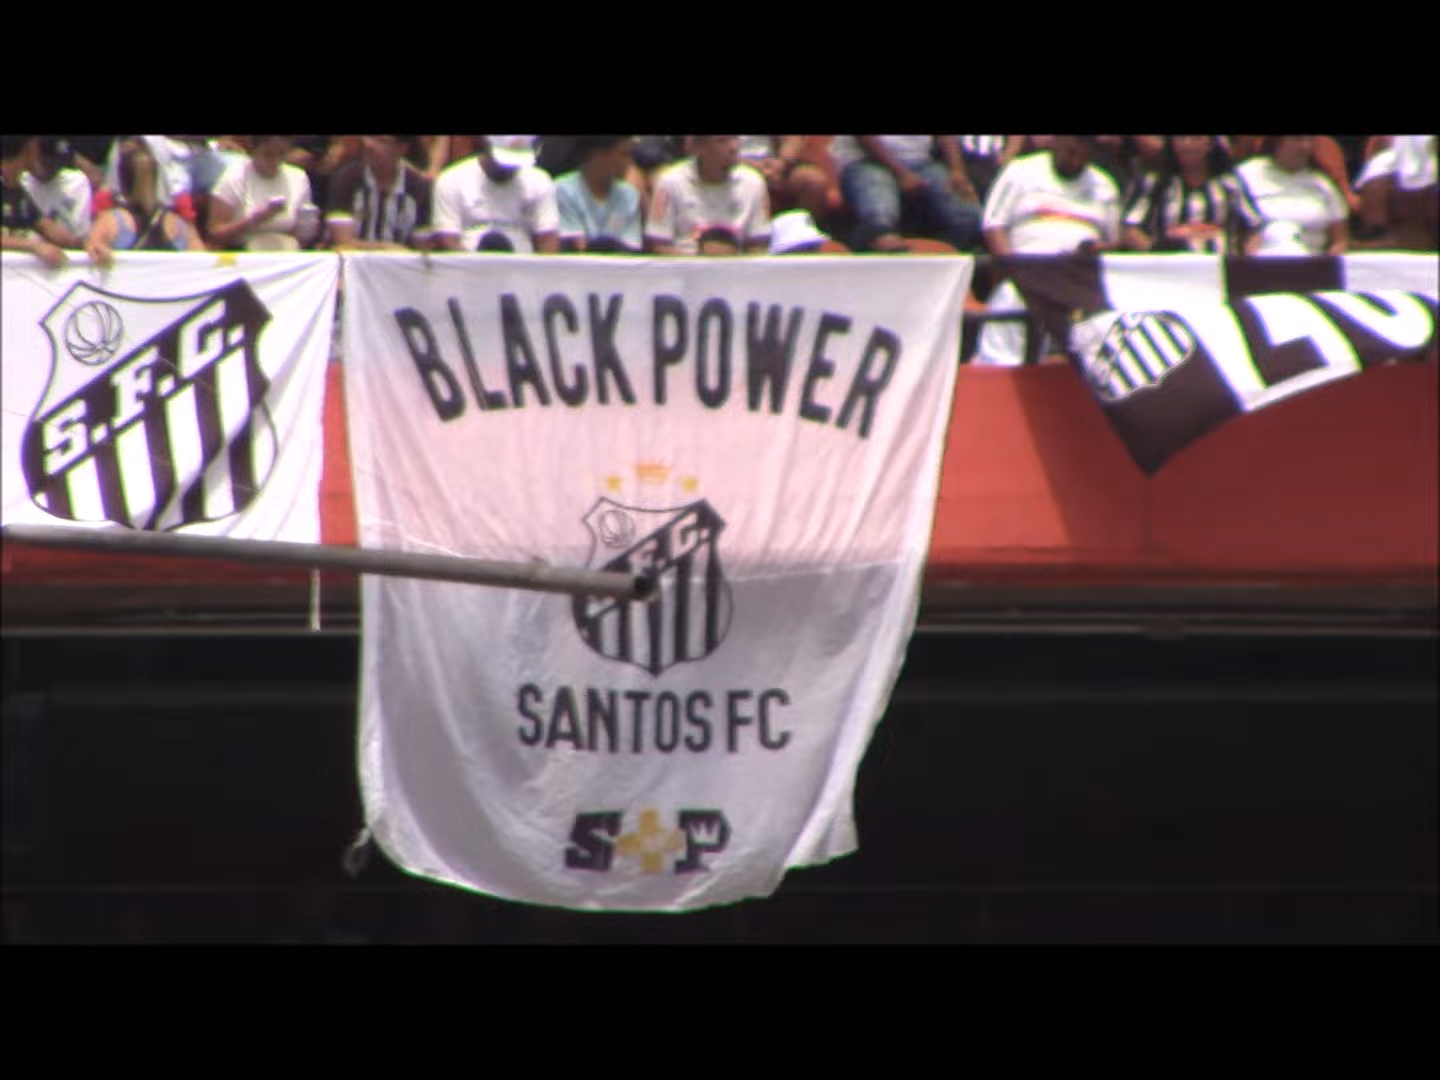 S.F.C.
BLACK POWER
S.F.C.
SANTOS FC
S P